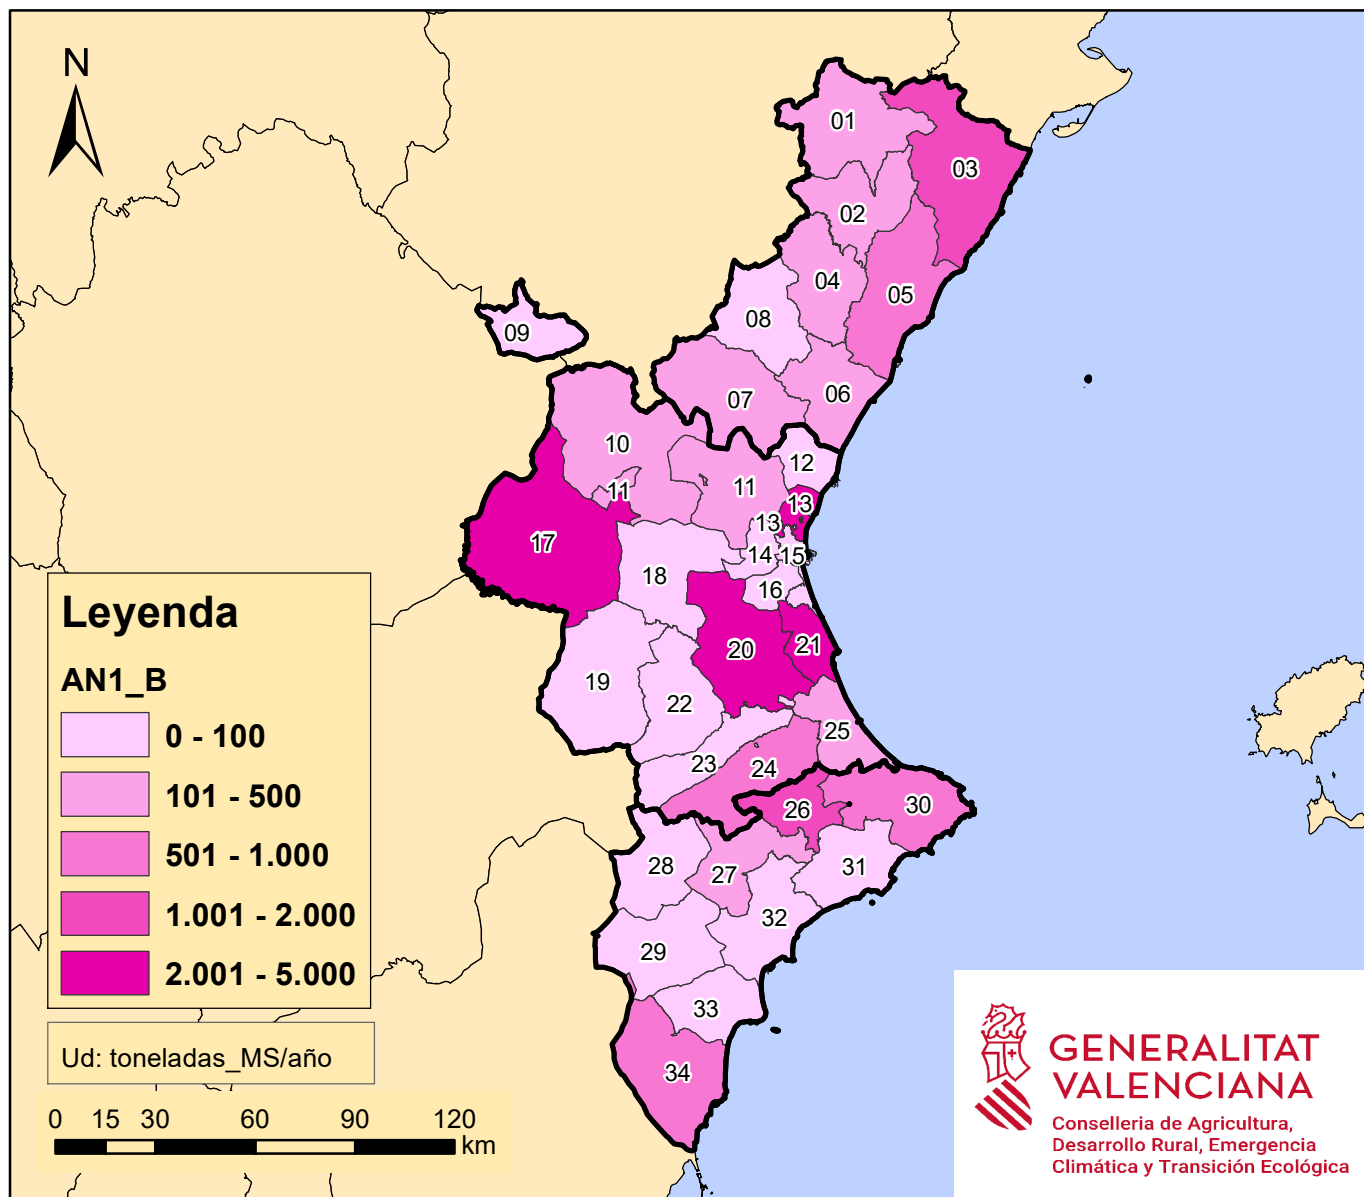 N
01
03
02
04
05
08
09
06
07
10
12
11
11
13
13
17
14
15
18
16
21
20
19
22
25
23
24
30
26
31
28
27
32
29
33
34
Leyenda
AN1_B
0 - 100
101 - 500
501 - 1.000
1.001 - 2.000
2.001 - 5.000
Ud: toneladas_MS/año
0 15 30 60 90 120
km
GENERALITAT
VALENCIANA
Conselleria de Agricultura,
Desarrollo Rural, Emergencia
Climática y Transición Ecológica